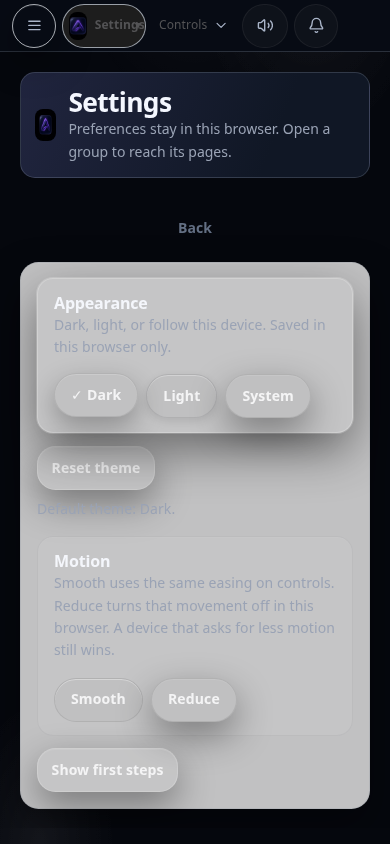 Settings
Controls
Settings
Preferences stay in this browser. Open a
group to reach its pages.
Back
Appearance
Dark, light, or follow this device. Saved in
this browser only.
✓ Dark
Light
System
Reset theme
Dark.
Motion
Smooth uses the same easing on controls.
Reduce turns that movement off in this
browser. A device that asks for less motion
still wins.
Smooth
Reduce
Show first steps